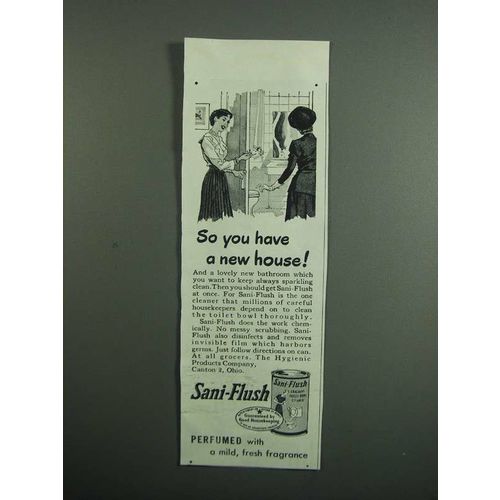 So you have
a new house!
And a lovely new bathroom which
you want to keep always sparkling
clean. Then you should get Sani-Flush
at once. For Sani-Flush is the one
cleaner that millions of careful
housekeepers depend on to clean
the toilet bowl thoroughly.
Sani-Flush does the work chem-
ically. No messy scrubbing. Sani-
Flush also disinfects and removes
invisible film which harbors
germs. Just follow directions on can.
At all grocers. The Hygienic
Products Company,
Canton 2, Ohio.
Sani-Flush
Guaranteed by
Good Housekeeping
Sani-Flush
PERFUMED with
a mild, fresh fragrance